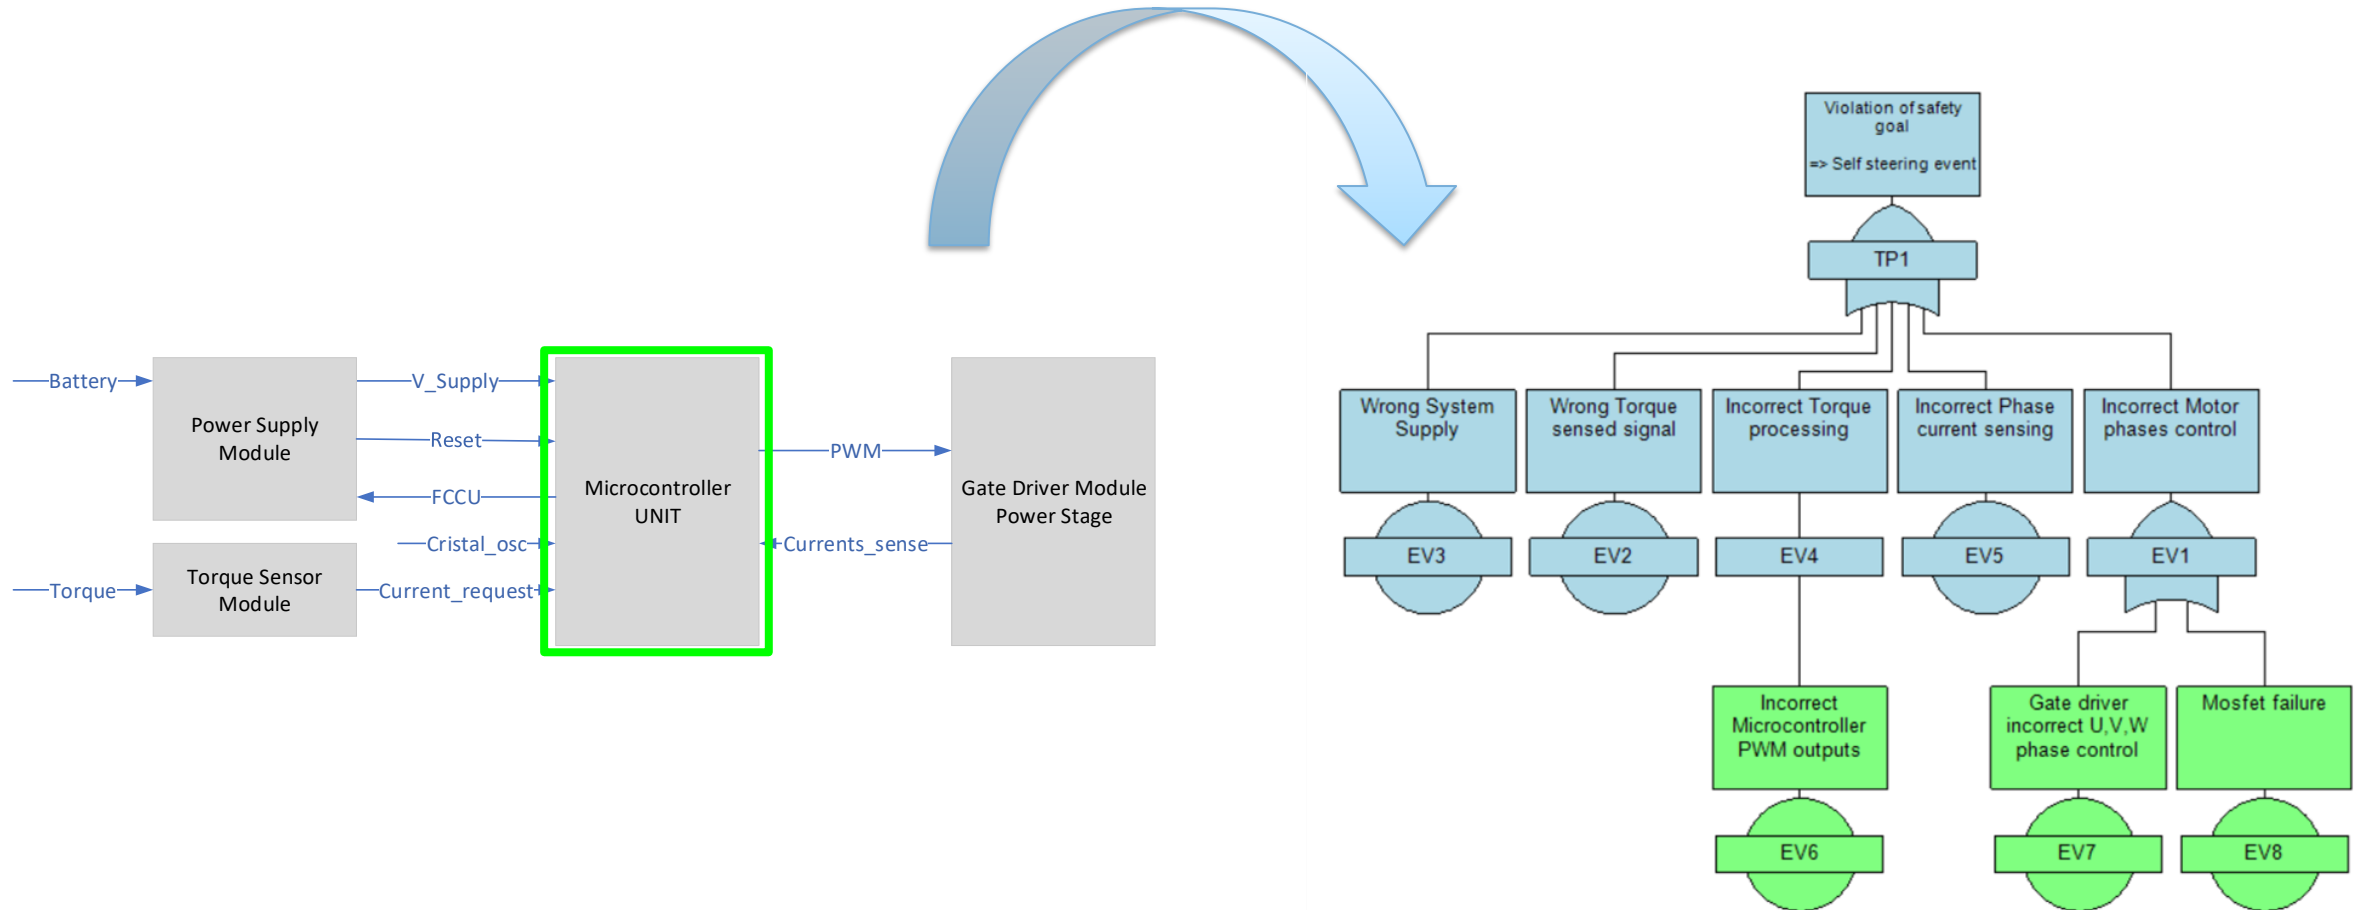 Battery
Power Supply
Module
V_Supply
Reset
FCCU
Cristal_osc
Torque
Torque Sensor
Module
Current_request
Microcontroller
UNIT
PWM
Currents_sense
Gate Driver Module
Power Stage
Violation of safety
goal
=> Self steering event
TP1
Wrong System
Supply
EV3
Wrong Torque
sensed signal
EV2
Incorrect Torque
processing
EV4
Incorrect Phase
current sensing
EV5
Incorrect Motor
phases control
EV1
Incorrect
Microcontroller
PWM outputs
EV6
Gate driver
incorrect U,V,W
phase control
EV7
Mosfet failure
EV8